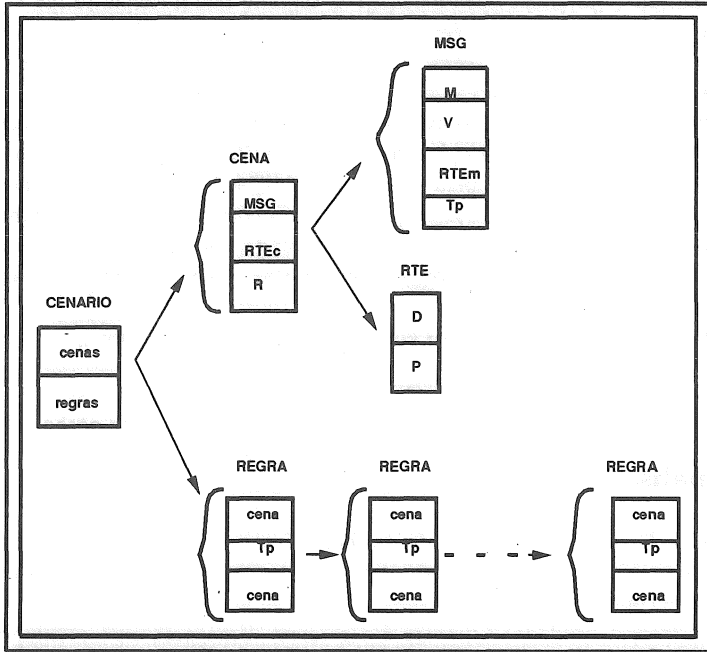 MSG
M
V
RTEm
Tp
CENA
MSG
RTEc
R
RTE
D
P
CENARIO
cenas
regras
REGRA
cena
Tp
cena
REGRA
cena
Tp
cena
REGRA
cena
Tp
cena